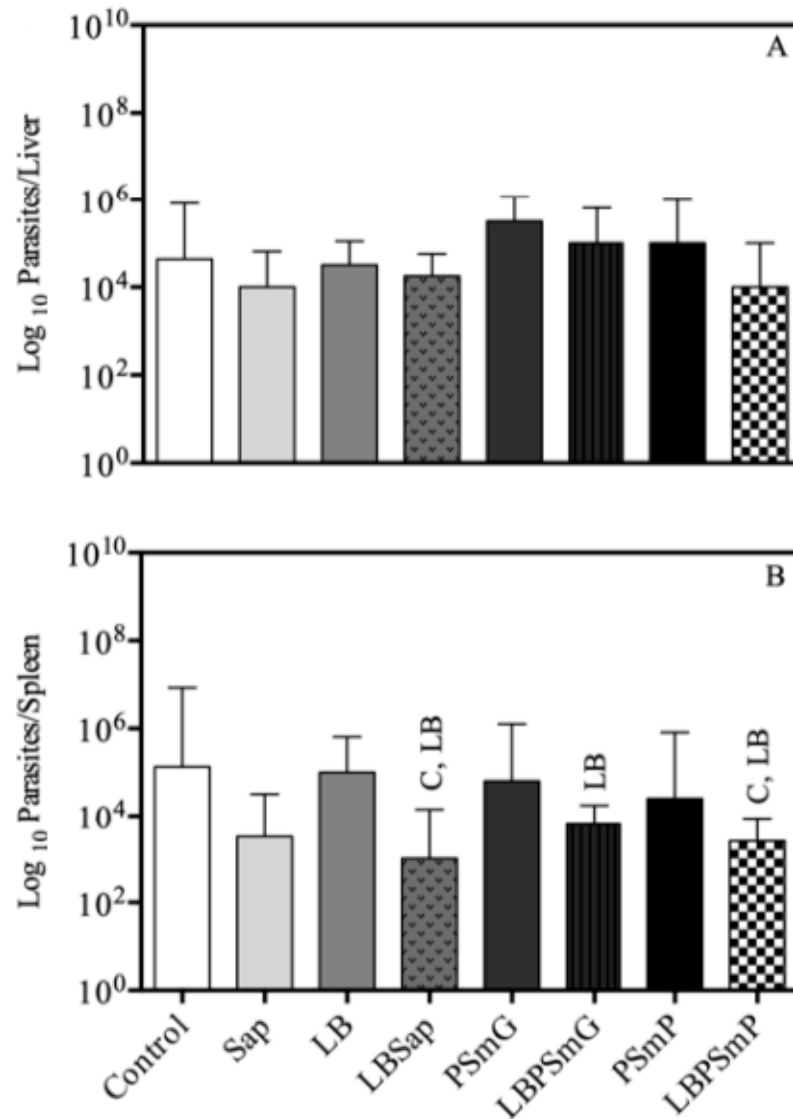 A
Log 10 Parasites/Liver
10^10
10^8
10^6
10^4
10^2
10^0
B
Log 10 Parasites/Spleen
10^10
10^8
10^6
10^4
10^2
10^0
C, LB
LB
C, LB
Control
Sap
LB
LBSap
PSmG
LBPSmG
PSmP
LBPSmP